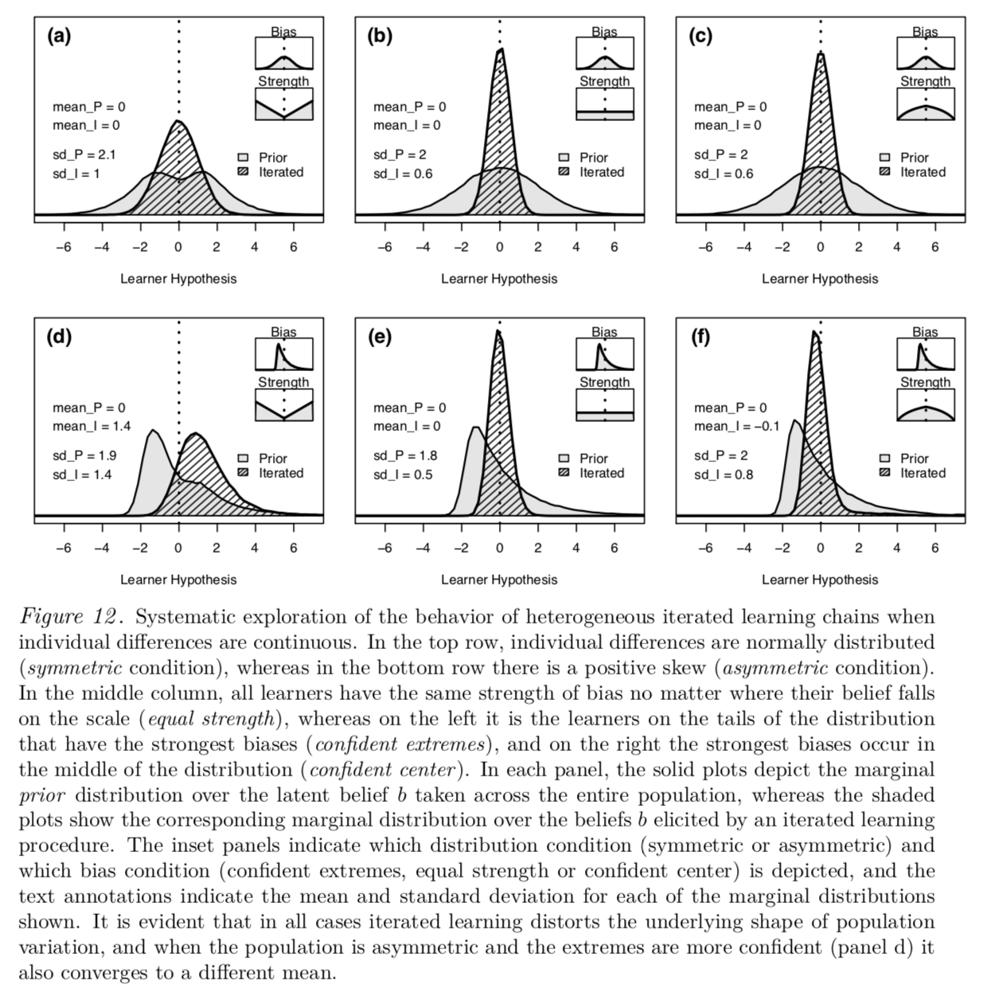 (a)
Bias
Strength
mean_P = 0
mean_I = 0
sd_P = 2.1
sd_I = 1
Prior
Iterated
−6 −4 −2 0 2 4 6
Learner Hypothesis
(b)
Bias
Strength
mean_P = 0
mean_I = 0
sd_P = 2
sd_I = 0.6
Prior
Iterated
−6 −4 −2 0 2 4 6
Learner Hypothesis
(c)
Bias
Strength
mean_P = 0
mean_I = 0
sd_P = 2
sd_I = 0.6
Prior
Iterated
−6 −4 −2 0 2 4 6
Learner Hypothesis
(d)
Bias
Strength
mean_P = 0
mean_I = 1.4
sd_P = 1.9
sd_I = 1.4
Prior
Iterated
−6 −4 −2 0 2 4 6
Learner Hypothesis
(e)
Bias
Strength
mean_P = 0
mean_I = 0
sd_P = 1.8
sd_I = 0.5
Prior
Iterated
−6 −4 −2 0 2 4 6
Learner Hypothesis
(f)
Bias
Strength
mean_P = 0
mean_I = −0.1
sd_P = 2
sd_I = 0.8
Prior
Iterated
−6 −4 −2 0 2 4 6
Learner Hypothesis
Figure 12. Systematic exploration of the behavior of heterogeneous iterated learning chains when
individual differences are continuous. In the top row, individual differences are normally distributed
(symmetric condition), whereas in the bottom row there is a positive skew (asymmetric condition).
In the middle column, all learners have the same strength of bias no matter where their belief falls
on the scale (equal strength), whereas on the left it is the learners on the tails of the distribution
that have the strongest biases (confident extremes), and on the right the strongest biases occur in
the middle of the distribution (confident center). In each panel, the solid plots depict the marginal
prior distribution over the latent belief b taken across the entire population, whereas the shaded
plots show the corresponding marginal distribution over the beliefs b elicited by an iterated learning
procedure. The inset panels indicate which distribution condition (symmetric or asymmetric) and
which bias condition (confident extremes, equal strength or confident center) is depicted, and the
text annotations indicate the mean and standard deviation for each of the marginal distributions
shown. It is evident that in all cases iterated learning distorts the underlying shape of population
variation, and when the population is asymmetric and the extremes are more confident (panel d) it
also converges to a different mean.